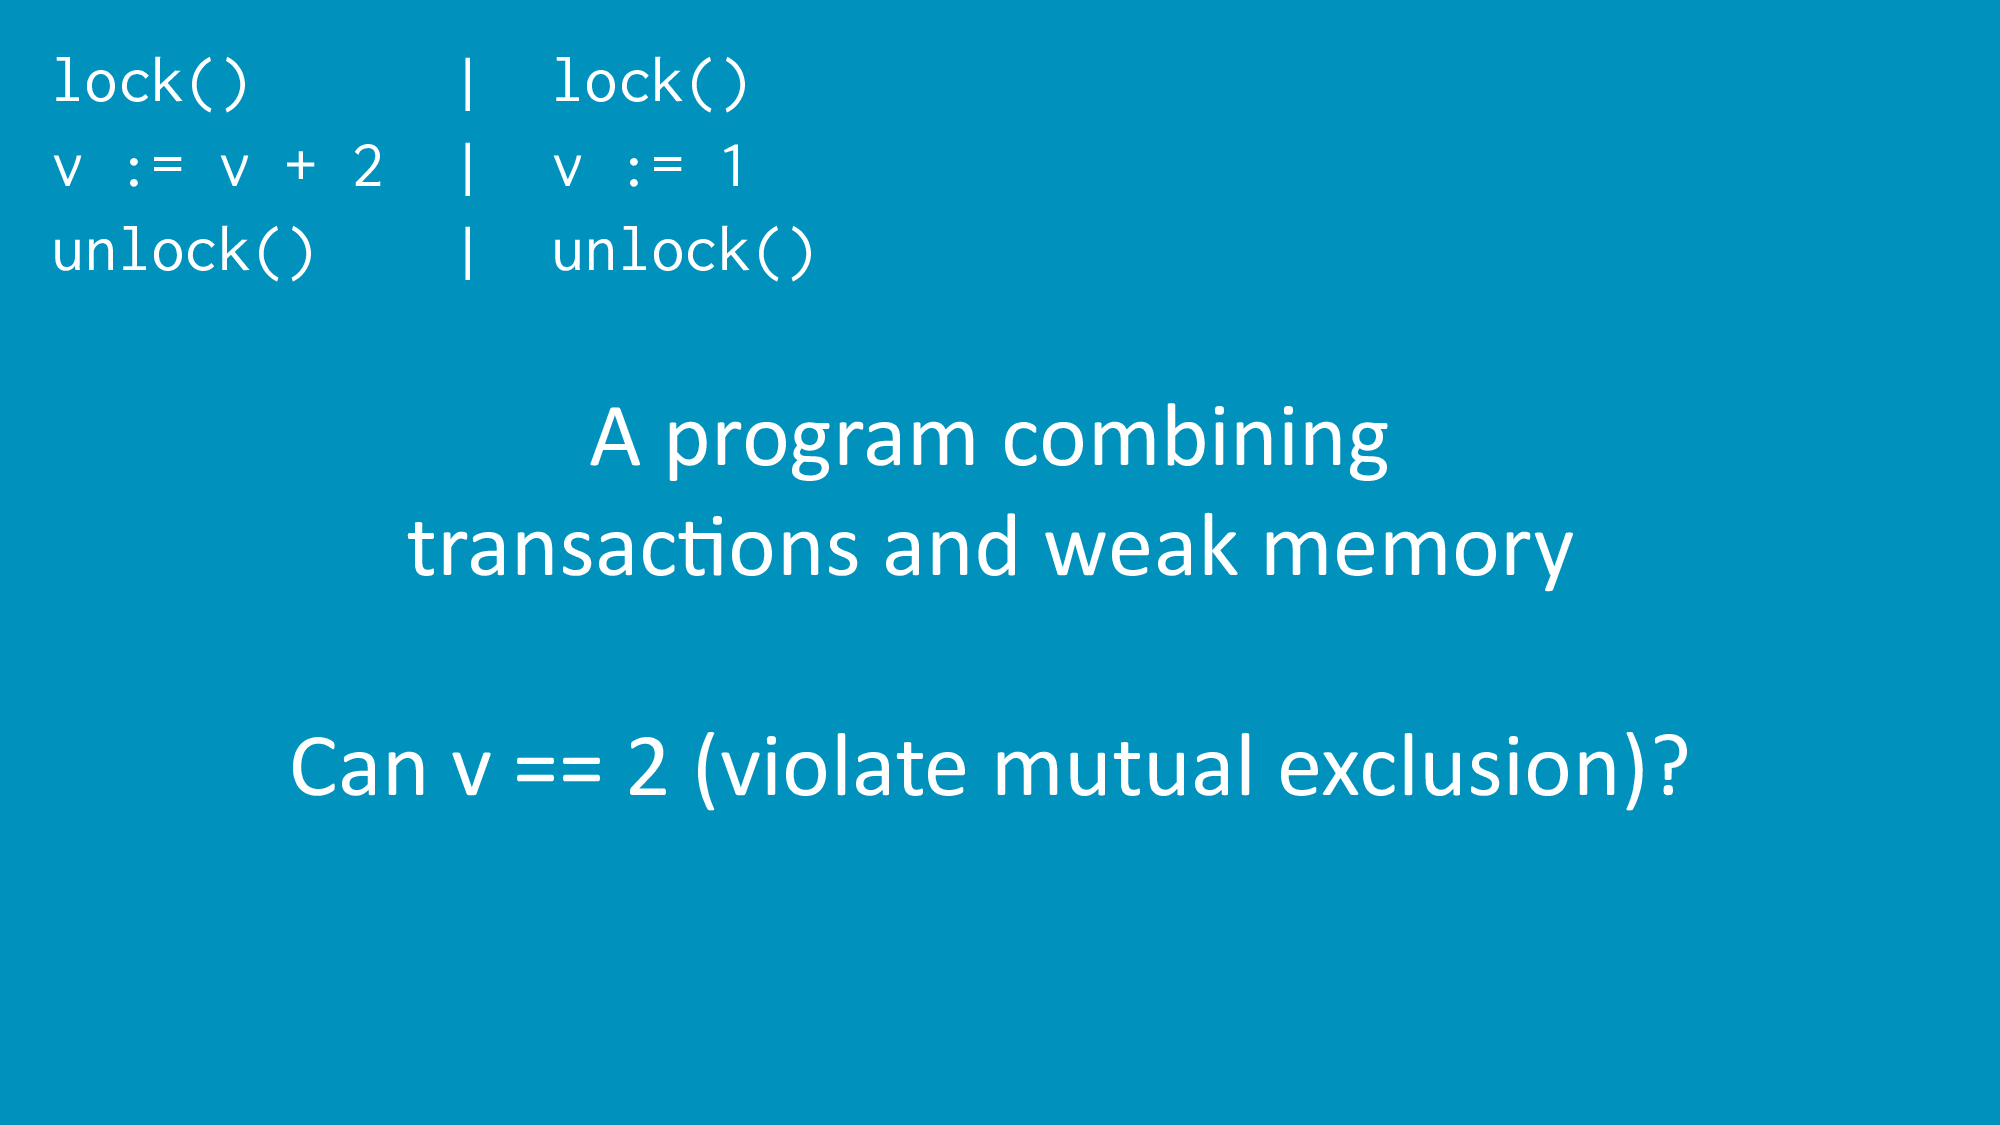 lock() | lock()
v := v + 2 | v := 1
unlock() | unlock()
A program combining
transactions and weak memory
Can v == 2 (violate mutual exclusion)?